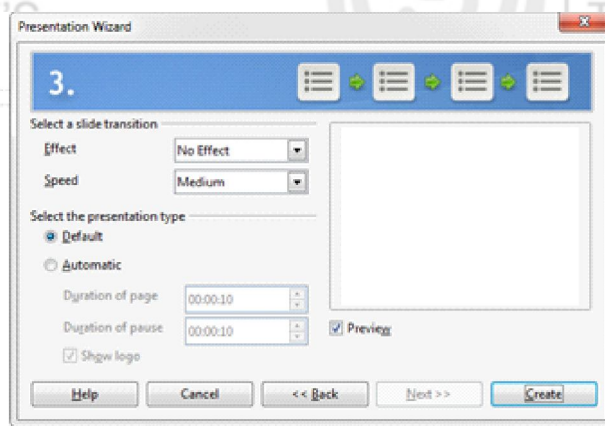 Presentation Wizard
3.
Select a slide transition
Effect
No Effect
Speed
Medium
Select the presentation type
Default
Automatic
Duration of page
00:00:10
Duration of pause
00:00:10
Show logo
Preview
Help
Cancel
<< Back
Next >>
Create